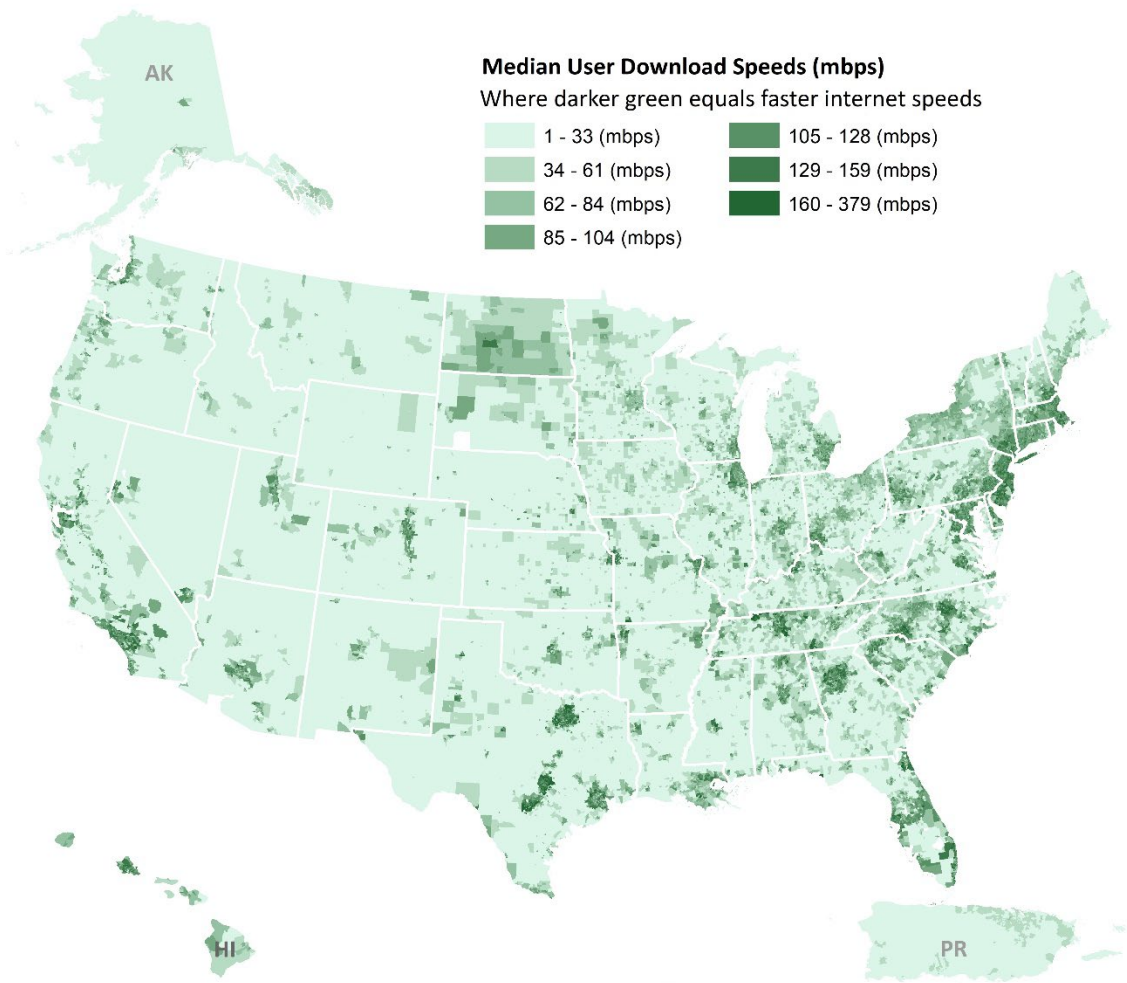 AK
Median User Download Speeds (mbps)
Where darker green equals faster internet speeds
1 - 33 (mbps)
34 - 61 (mbps)
62 - 84 (mbps)
85 - 104 (mbps)
105 - 128 (mbps)
129 - 159 (mbps)
160 - 379 (mbps)
HI
PR